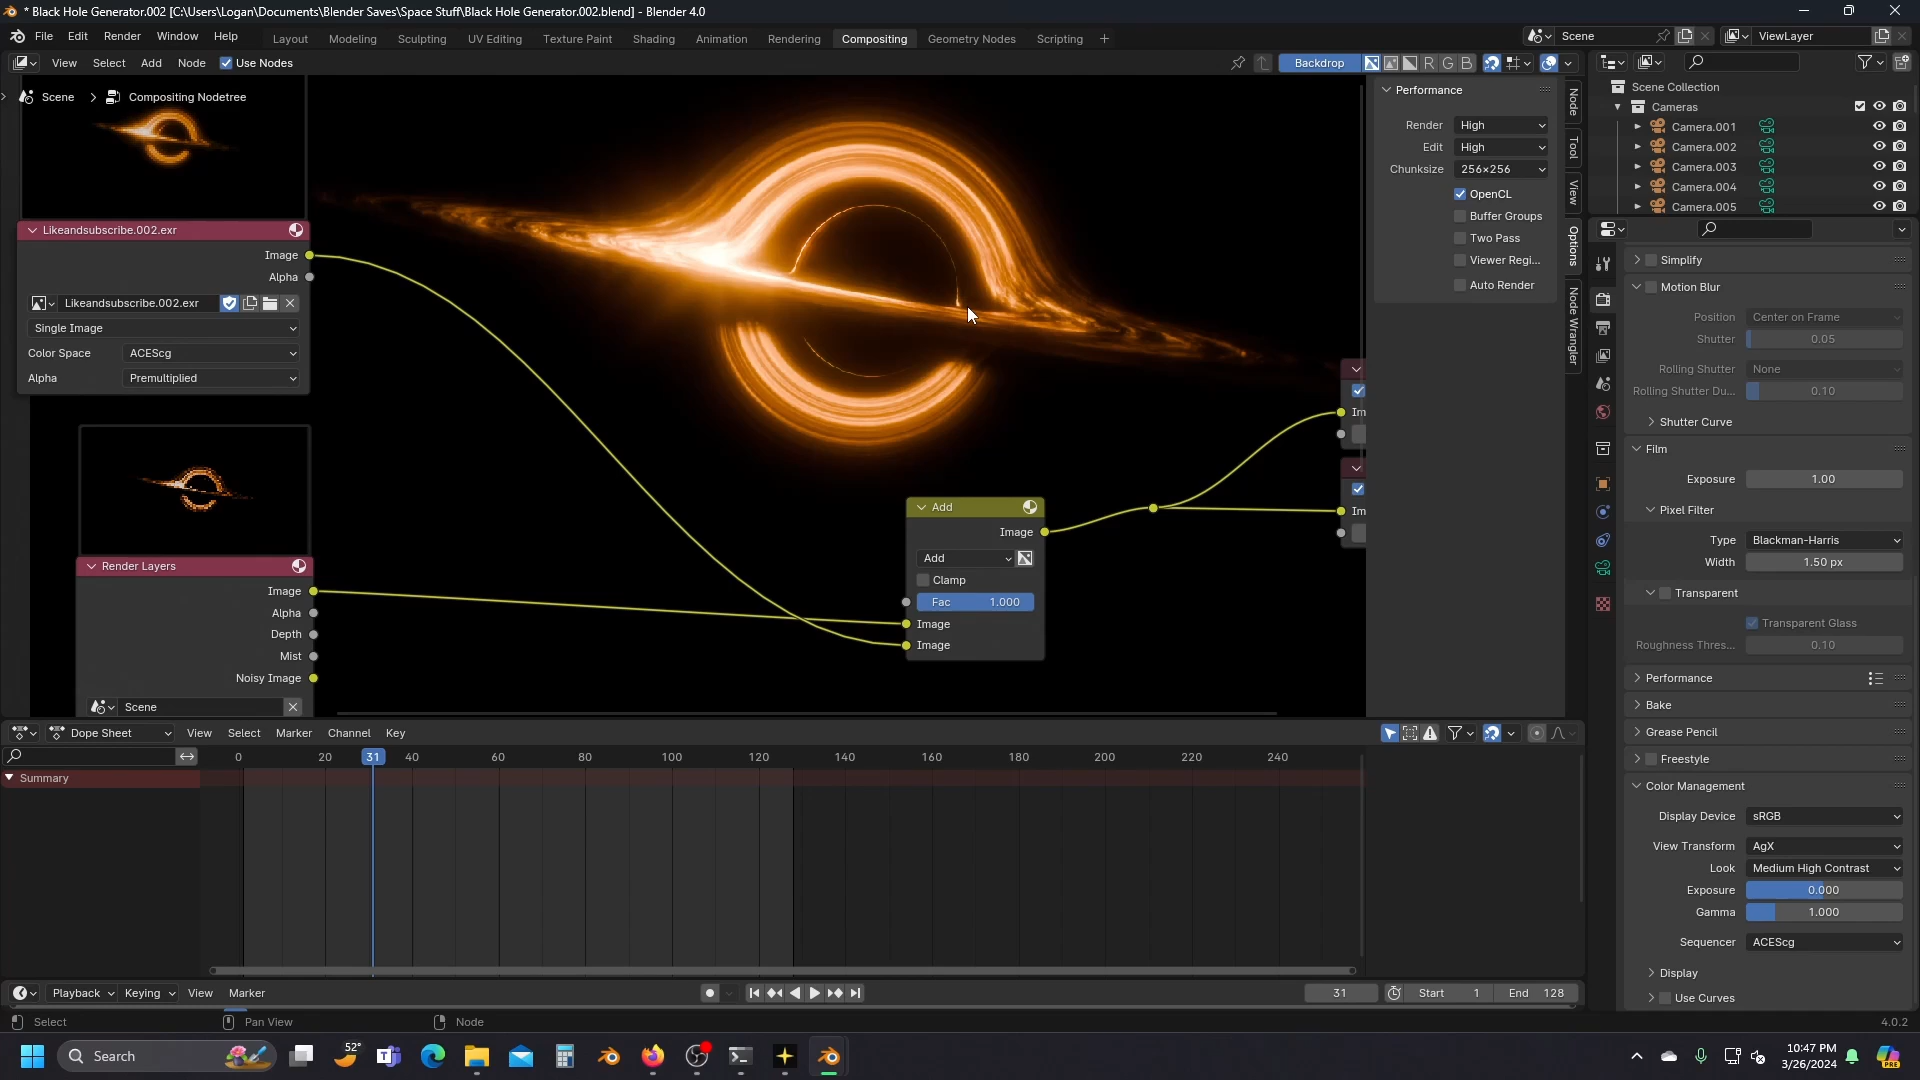 * Black Hole Generator.002 [C:\Users\Logan\Documents\Blender Saves\Space Stuff\Black Hole Generator.002.blend] - Blender 4.0
File Edit Render Window Help Layout Modeling Sculpting UV Editing Texture Paint Shading Animation Rendering Compositing Geometry Nodes Scripting + Scene ViewLayer
View Select Add Node Use Nodes Backdrop R G B
Scene > Compositing Nodetree
Likeandsubscribe.002.exr
Image
Alpha
Likeandsubscribe.002.exr
Single Image
Color Space ACEScg
Alpha Premultiplied
Render Layers
Image
Alpha
Depth
Mist
Noisy Image
Scene
Add
Image
Add
Clamp
Fac 1.000
Image
Image
Im
Im
Performance
Render High
Edit High
Chunksize 256×256
OpenCL
Buffer Groups
Two Pass
Viewer Regi...
Auto Render
Node
Tool
View
Options
Node Wrangler
Scene Collection
Cameras
Camera.001
Camera.002
Camera.003
Camera.004
Camera.005
Simplify
Motion Blur
Position Center on Frame
Shutter 0.05
Rolling Shutter None
Rolling Shutter Du... 0.10
Shutter Curve
Film
Exposure 1.00
Pixel Filter
Type Blackman-Harris
Width 1.50 px
Transparent
Transparent Glass
Roughness Thres... 0.10
Performance
Bake
Grease Pencil
Freestyle
Color Management
Display Device sRGB
View Transform AgX
Look Medium High Contrast
Exposure 0.000
Gamma 1.000
Sequencer ACEScg
Display
Use Curves
Dope Sheet View Select Marker Channel Key
0 20 31 40 60 80 100 120 140 160 180 200 220 240
Summary
Playback Keying View Marker 31 Start 1 End 128
Select Pan View Node 4.0.2
Search 52° 10:47 PM
3/26/2024
PRE